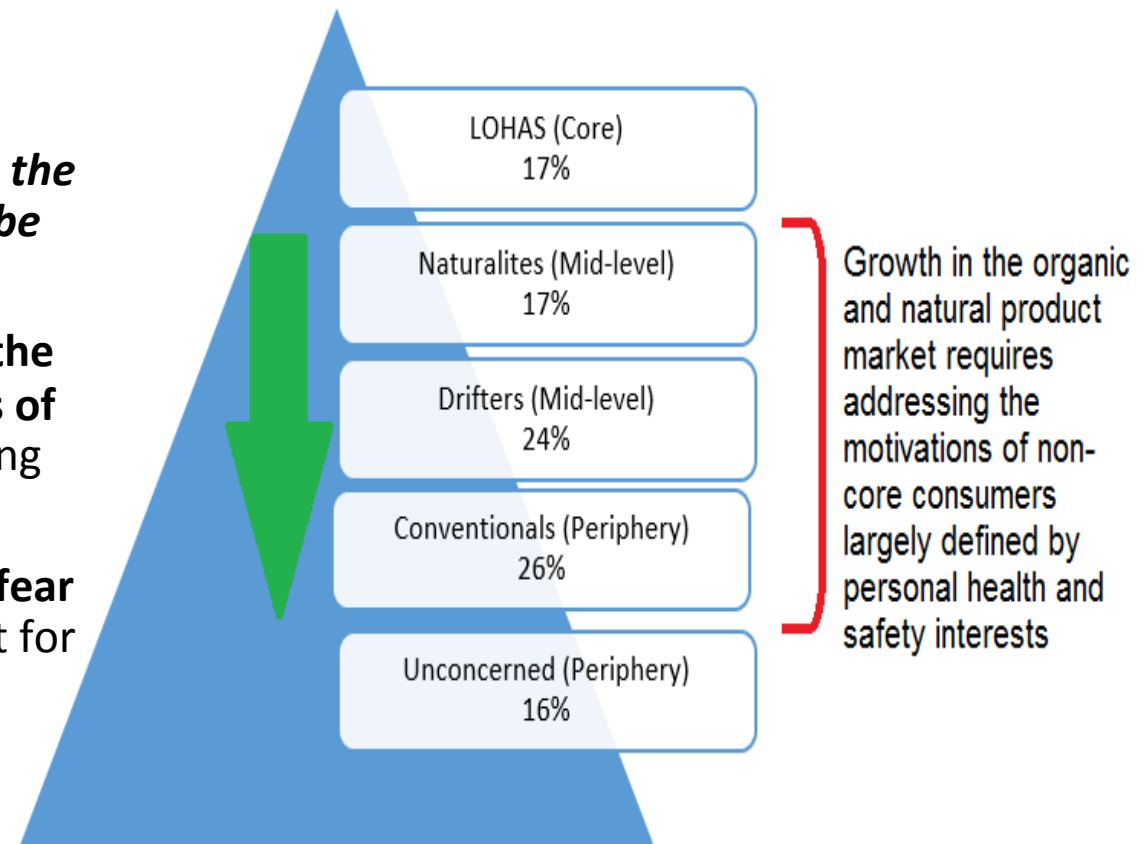 the
be
the
s of
ng
fear
t for
LOHAS (Core)
17%
Naturalites (Mid-level)
17%
Drifters (Mid-level)
24%
Conventionals (Periphery)
26%
Unconcerned (Periphery)
16%
Growth in the organic
and natural product
market requires
addressing the
motivations of non-
core consumers
largely defined by
personal health and
safety interests